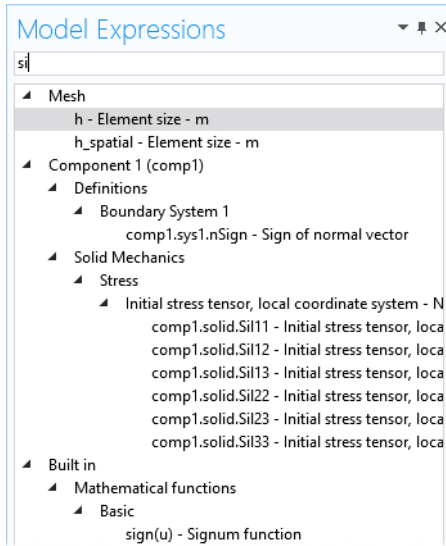 Model Expressions
si
Mesh
h - Element size - m
h_spatial - Element size - m
Component 1 (comp1)
Definitions
Boundary System 1
comp1.sys1.nSign - Sign of normal vector
Solid Mechanics
Stress
Initial stress tensor, local coordinate system - N
comp1.solid.Sil11 - Initial stress tensor, loca
comp1.solid.Sil12 - Initial stress tensor, loca
comp1.solid.Sil13 - Initial stress tensor, loca
comp1.solid.Sil22 - Initial stress tensor, loca
comp1.solid.Sil23 - Initial stress tensor, loca
comp1.solid.Sil33 - Initial stress tensor, loca
Built in
Mathematical functions
Basic
sign(u) - Signum function